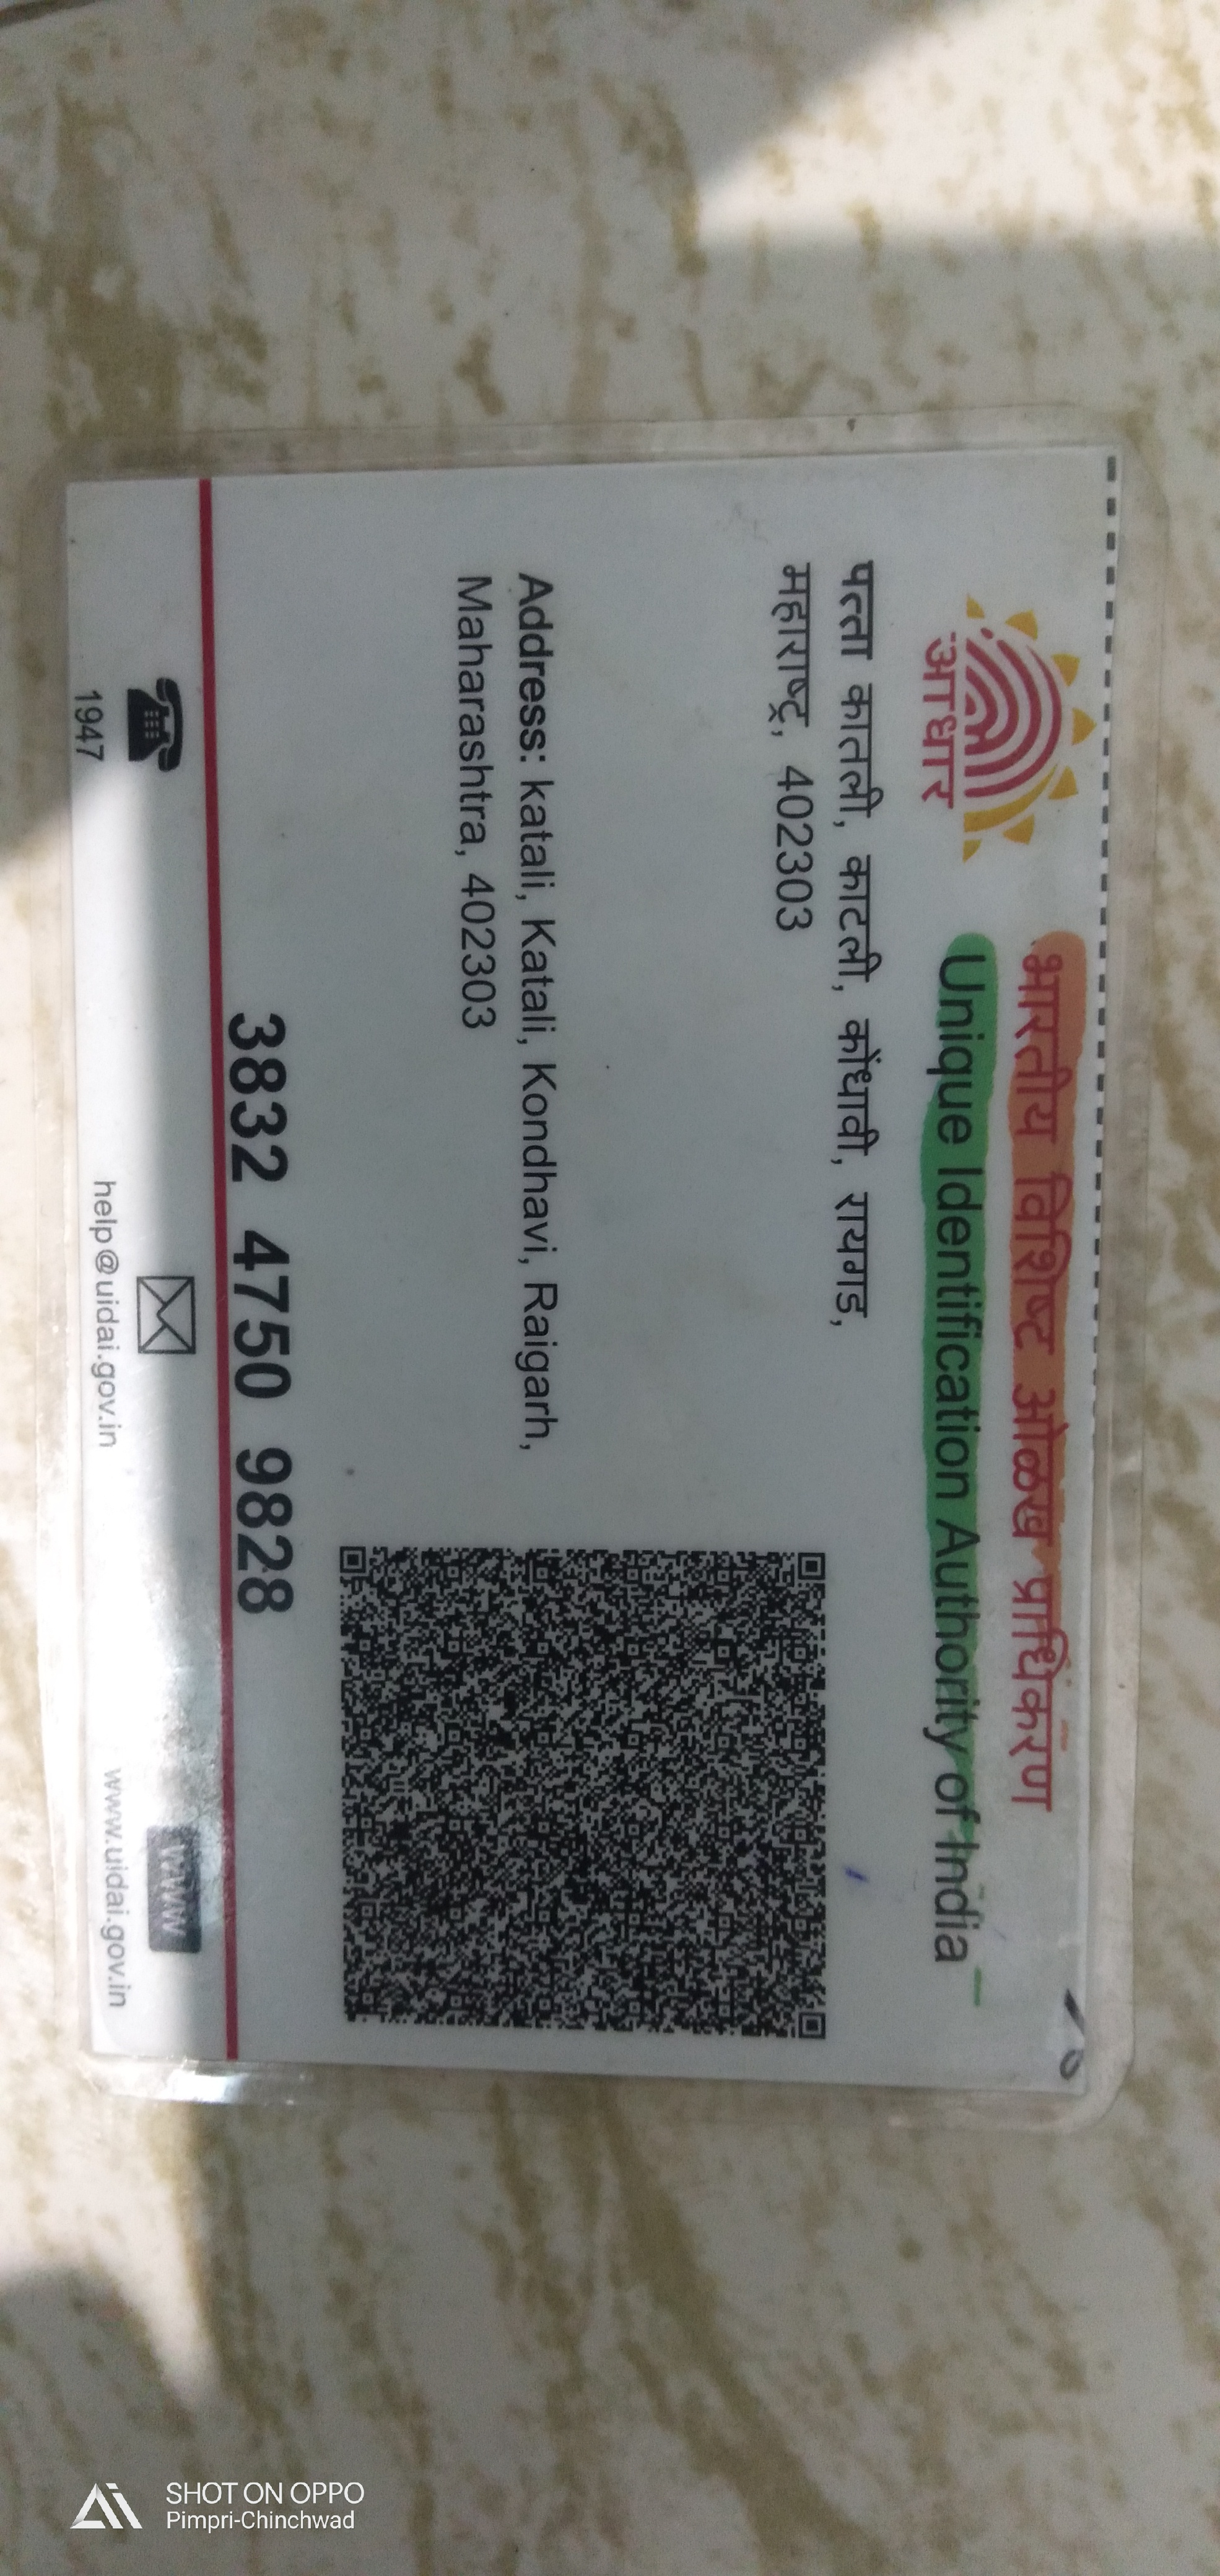 आधार
भारतीय विशिष्ट ओळख प्राधिकरण
Unique Identification Authority of India
पत्ता कातली, काटली, कोंधावी, रायगड,
महाराष्ट्र, 402303
Address: katali, Katali, Kondhavi, Raigarh,
Maharashtra, 402303
3832 4750 9828
1947
help@uidai.gov.in
www
www.uidai.gov.in
SHOT ON OPPO
Pimpri-Chinchwad